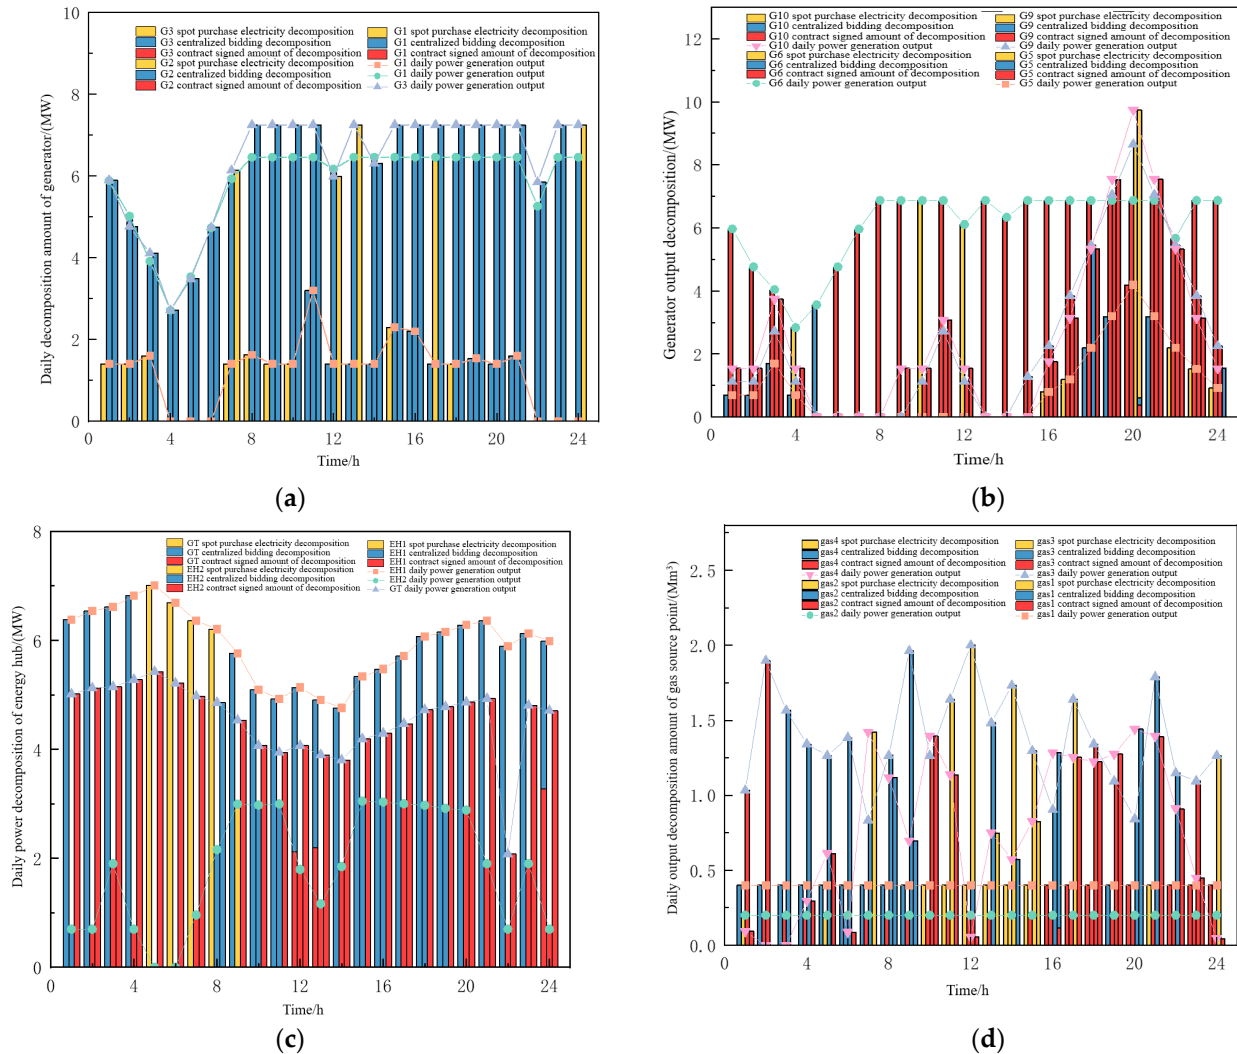 Daily decomposition amount of generator/(MW)
G3 spot purchase electricity decomposition
G3 centralized bidding decomposition
G3 contract signed amount of decomposition
G2 spot purchase electricity decomposition
G2 centralized bidding decomposition
G2 contract signed amount of decomposition
G1 spot purchase electricity decomposition
G1 centralized bidding decomposition
G1 contract signed amount of decomposition
G1 daily power generation output
G1 daily power generation output
G3 daily power generation output
10
8
6
4
2
0
0 4 8 12 16 20 24
Time/h
(a)
Generator output decomposition/(MW)
G10 spot purchase electricity decomposition
G10 centralized bidding decomposition
G10 contract signed amount of decomposition
G10 daily power generation output
G6 spot purchase electricity decomposition
G6 centralized bidding decomposition
G6 contract signed amount of decomposition
G6 daily power generation output
G9 spot purchase electricity decomposition
G9 centralized bidding decomposition
G9 contract signed amount of decomposition
G9 daily power generation output
G5 spot purchase electricity decomposition
G5 centralized bidding decomposition
G5 contract signed amount of decomposition
G5 daily power generation output
12
10
8
6
4
2
0
0 4 8 12 16 20 24
Time/h
(b)
Daily power decomposition of energy hub/(MW)
GT spot purchase electricity decomposition
GT centralized bidding decomposition
GT contract signed amount of decomposition
EH2 spot purchase electricity decomposition
EH2 centralized bidding decomposition
EH2 contract signed amount of decomposition
EH1 spot purchase electricity decomposition
EH1 centralized bidding decomposition
EH1 contract signed amount of decomposition
EH1 daily power generation output
EH2 daily power generation output
GT daily power generation output
8
6
4
2
0
0 4 8 12 16 20 24
Time/h
(c)
Daily output decomposition amount of gas source point/(Mm³)
gas4 spot purchase electricity decomposition
gas4 centralized bidding decomposition
gas4 contract signed amount of decomposition
gas4 daily power generation output
gas2 spot purchase electricity decomposition
gas2 centralized bidding decomposition
gas2 contract signed amount of decomposition
gas2 daily power generation output
gas3 spot purchase electricity decomposition
gas3 centralized bidding decomposition
gas3 contract signed amount of decomposition
gas3 daily power generation output
gas1 spot purchase electricity decomposition
gas1 centralized bidding decomposition
gas1 contract signed amount of decomposition
gas1 daily power generation output
2.5
2.0
1.5
1.0
0.5
0.0
0 4 8 12 16 20 24
Time/h
(d)